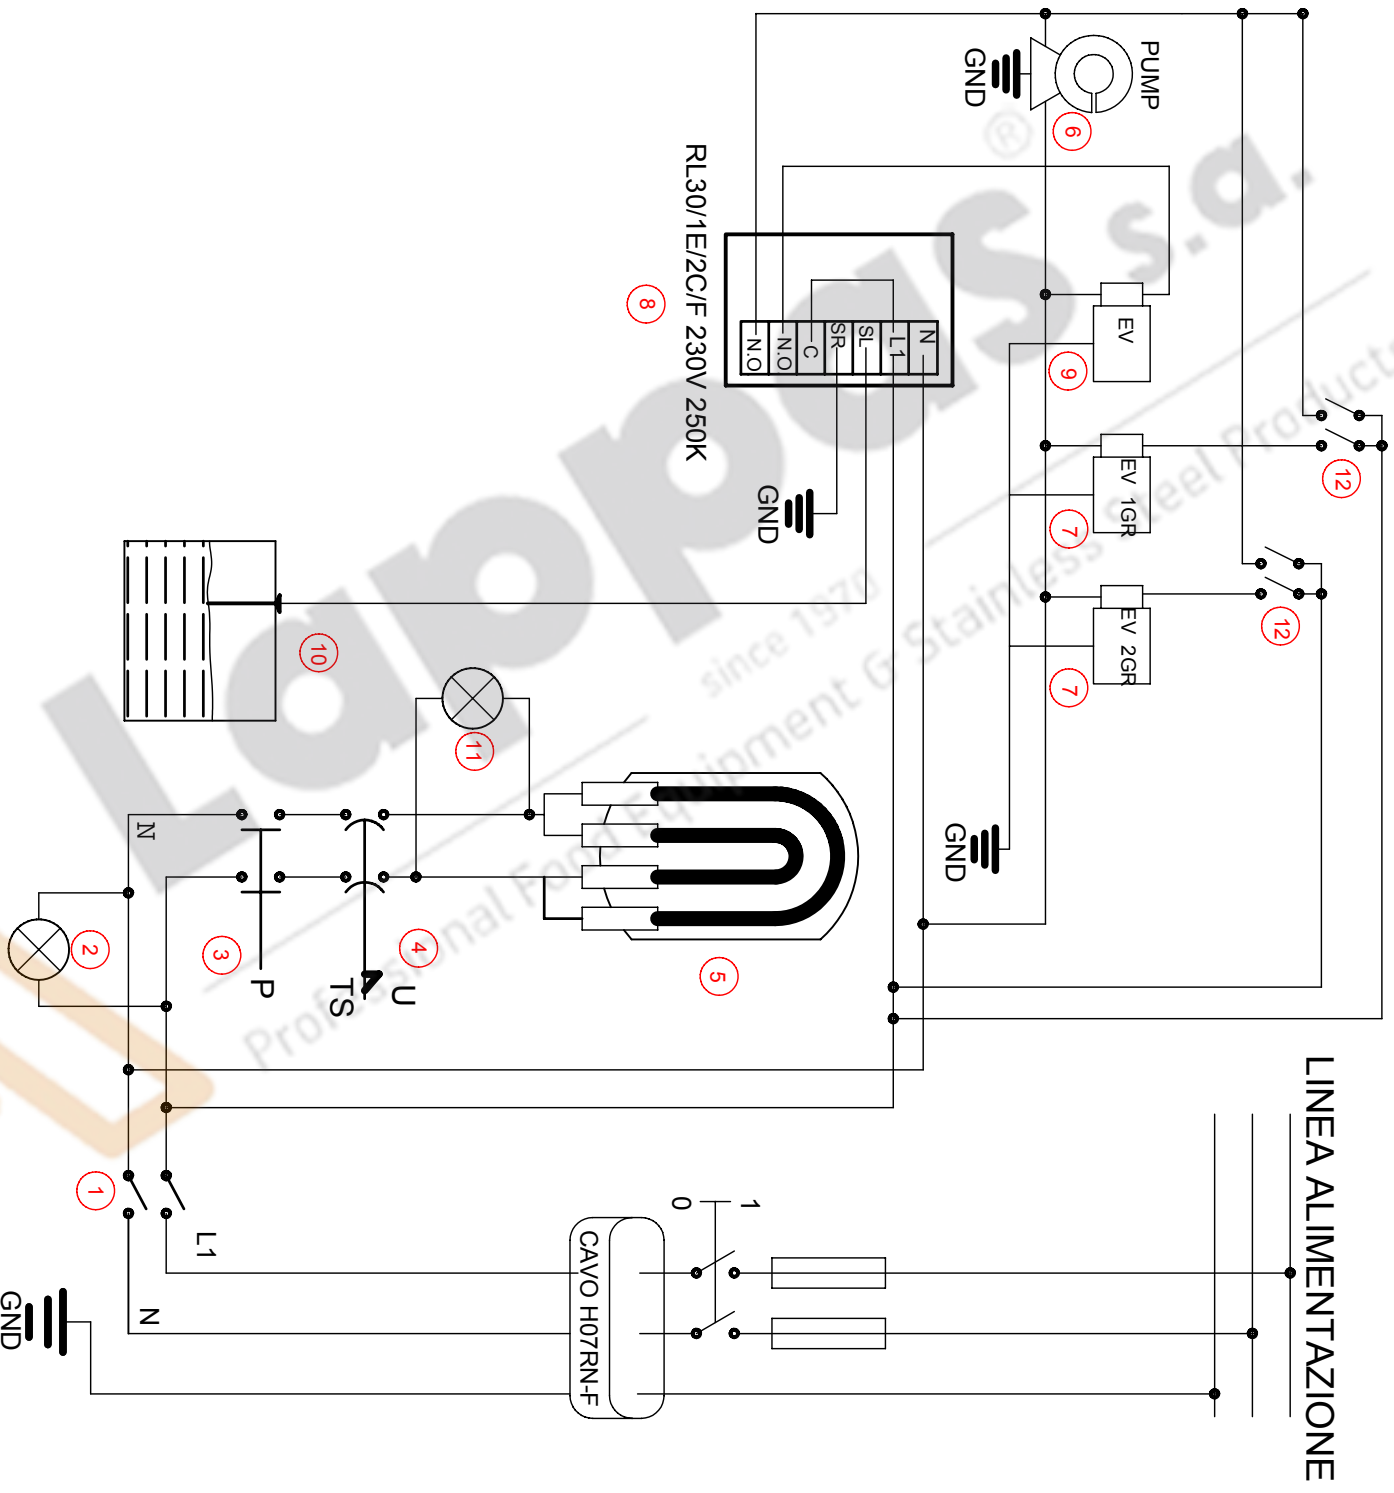 LINEA ALIMENTAZIONE
PUMP
GND
6
RL30/1E/2C/F 230V 250K
8
N
L1
SL
SR
C
N.O
N.O
EV
9
EV 1GR
7
EV 2GR
7
12
12
GND
GND
10
11
5
N
2
3
P
4
U
TS
1
L1
N
GND
CAVO H07RN-F
0
1
Lappas s.a.
®
since 1970
Professional Food Equipment & Stainless Steel Products